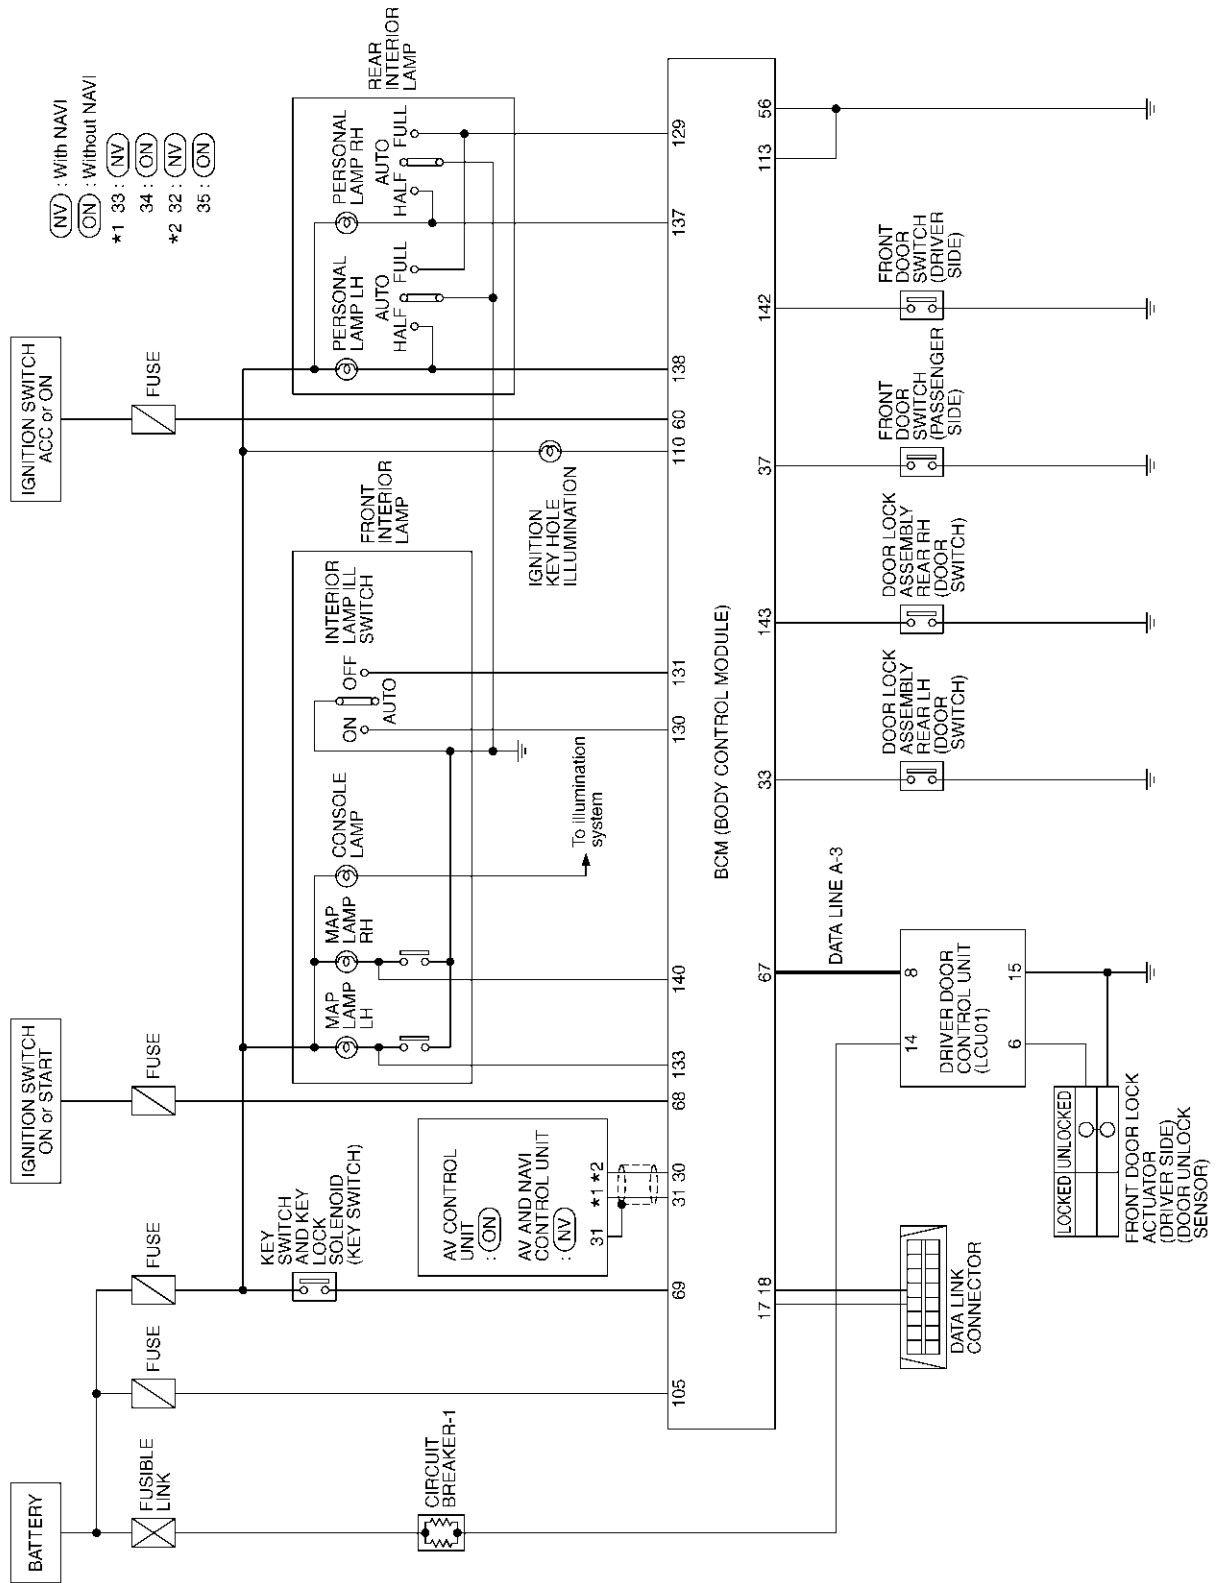 BATTERY
IGNITION SWITCH
ON or START
IGNITION SWITCH
ACC or ON
NV : With NAVI
ON : Without NAVI
*1 33 : NV
34 : ON
*2 32 : NV
35 : ON
FUSIBLE
LINK
FUSE
FUSE
FUSE
FUSE
KEY
SWITCH
AND KEY
LOCK
SOLENOID
(KEY SWITCH)
MAP
LAMP
LH
MAP
LAMP
RH
CONSOLE
LAMP
INTERIOR
LAMP ILL
SWITCH
ON
OFF
AUTO
FRONT
INTERIOR
LAMP
PERSONAL
LAMP LH
AUTO
HALF
FULL
PERSONAL
LAMP RH
AUTO
HALF
FULL
REAR
INTERIOR
LAMP
CIRCUIT
BREAKER-1
AV CONTROL
UNIT
: ON
AV AND NAVI
CONTROL UNIT
: NV
31 *1 *2
To illumination
system
IGNITION
KEY HOLE
ILLUMINATION
105
69
31 30
68
133
140
130
131
110
60
138
137
129
BCM (BODY CONTROL MODULE)
17 18
67
33
143
37
142
113
56
DATA LINE A-3
DATA LINK
CONNECTOR
14
8
DRIVER DOOR
CONTROL UNIT
(LCU01)
6
15
LOCKED
UNLOCKED
FRONT DOOR LOCK
ACTUATOR
(DRIVER SIDE)
(DOOR UNLOCK
SENSOR)
DOOR LOCK
ASSEMBLY
REAR LH
(DOOR
SWITCH)
DOOR LOCK
ASSEMBLY
REAR RH
(DOOR
SWITCH)
FRONT
DOOR
SWITCH
(PASSENGER
SIDE)
FRONT
DOOR
SWITCH
(DRIVER
SIDE)